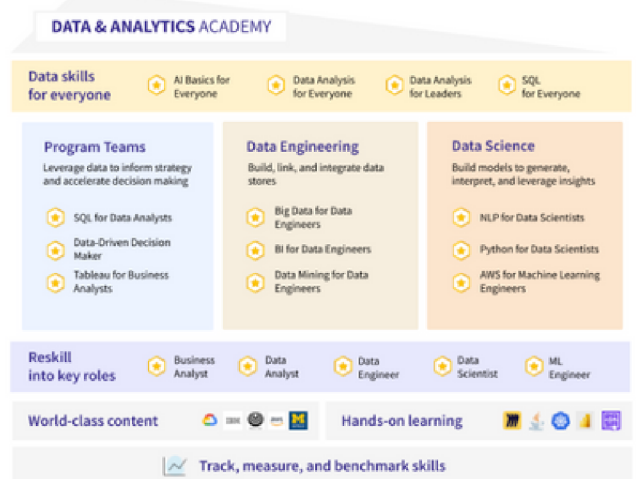 DATA & ANALYTICS ACADEMY
Data skills
for everyone
AI Basics for
Everyone
Data Analysis
for Everyone
Data Analysis
for Leaders
SQL
for Everyone
Program Teams
Leverage data to inform strategy
and accelerate decision making
SQL for Data Analysts
Data-Driven Decision
Maker
Tableau for Business
Analysts
Data Engineering
Build, link, and integrate data
stores
Big Data for Data
Engineers
BI for Data Engineers
Data Mining for Data
Engineers
Data Science
Build models to generate,
interpret, and leverage insights
NLP for Data Scientists
Python for Data Scientists
AWS for Machine Learning
Engineers
Reskill
into key roles
Business
Analyst
Data
Analyst
Data
Engineer
Data
Scientist
ML
Engineer
World-class content
IBM
aws
M
Hands-on learning
Track, measure, and benchmark skills